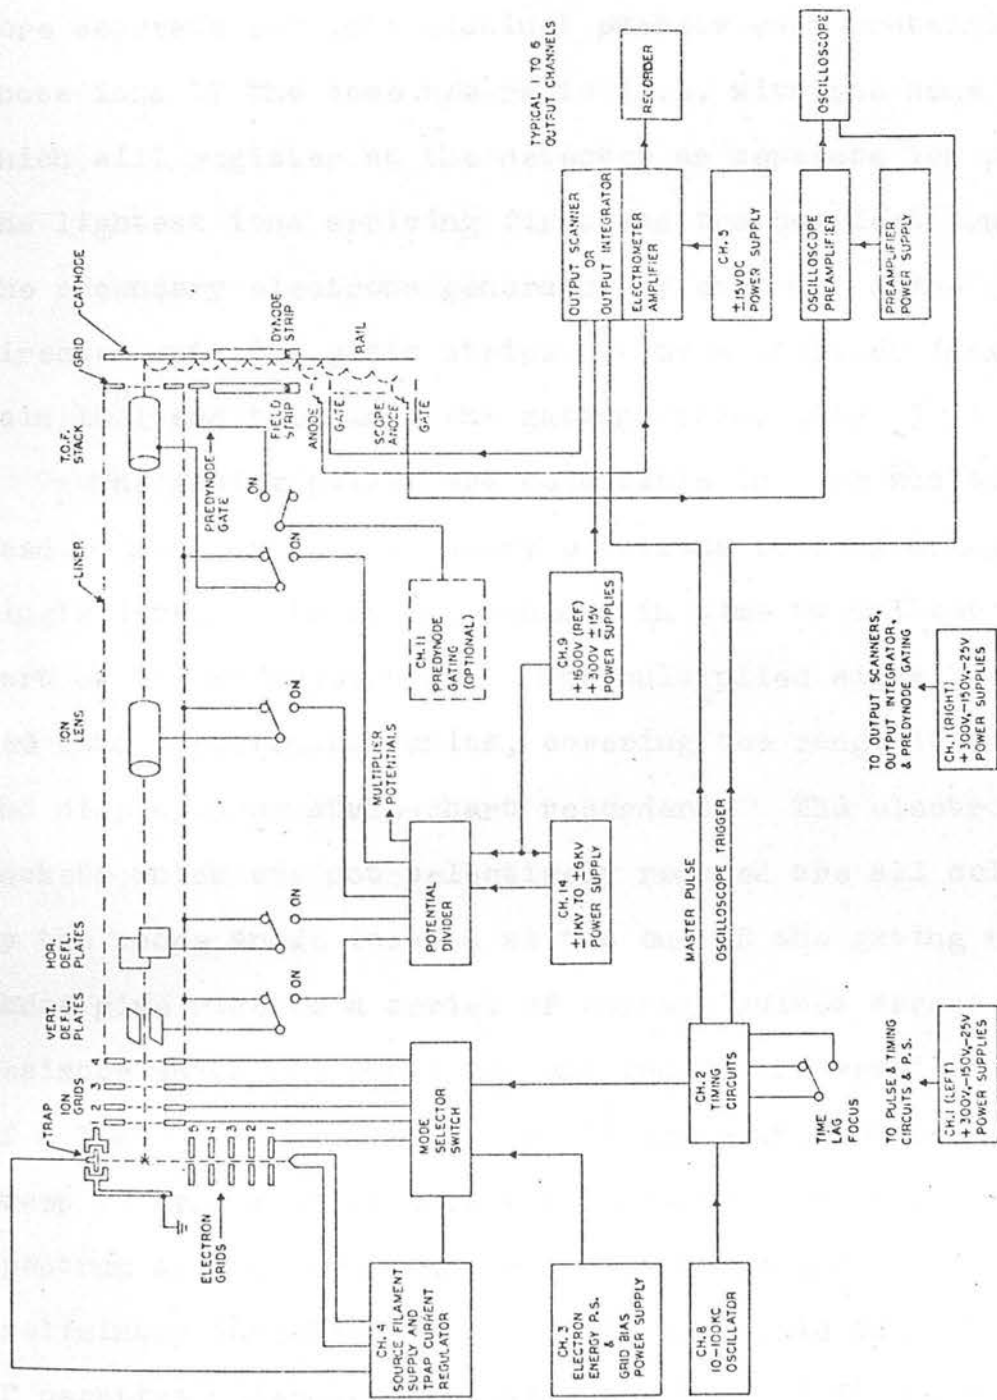 TRAP
ION GRIDS
1 2 3 4
VERT. DEFL. PLATES
HOR. DEFL. PLATES
ION LENS
LINER
T.O.F. STACK
GRID
CATHODE
ELECTRON GRIDS
5
4
3
2
1
PREDYNODE GATE
FIELD STRIP
DYNODE STRIP
RAIL
ANODE
GATE
SCOPE ANODE
GATE
ON
ON
ON
ON
ON
CH. 4
SOURCE FILAMENT
SUPPLY AND
TRAP CURRENT
REGULATOR
MODE
SELECTOR
SWITCH
POTENTIAL
DIVIDER
MULTIPLIER
POTENTIALS
CH. 11
(PREDYNODE
GATING
(OPTIONAL)
TYPICAL, 1 TO 6
OUTPUT CHANNELS
OUTPUT SCANNER
OR
OUTPUT INTEGRATOR
ELECTROMETER
AMPLIFIER
RECORDER
CH. 3
ELECTRON
ENERGY P.S.
&
GRID BIAS
POWER SUPPLY
CH. 14
±1KV TO ±6KV
POWER SUPPLY
CH. 9
+1600V (REF)
+300V ±15V
POWER SUPPLIES
CH. 5
±15VDC
POWER SUPPLY
CH. 8
10-100KC
OSCILLATOR
CH. 2
TIMING
CIRCUITS
MASTER PULSE
OSCILLOSCOPE TRIGGER
OSCILLOSCOPE
PREAMPLIFIER
OSCILLOSCOPE
PREAMPLIFIER
POWER SUPPLY
TIME
LAG
FOCUS
TO PULSE & TIMING
CIRCUITS & P.S.
CH. 1 (LEFT)
+300V,-150V,-25V
POWER SUPPLIES
TO OUTPUT SCANNERS,
OUTPUT INTEGRATOR,
& PREDYNODE GATING
CH. 1 (RIGHT)
+300V,-150V,-25V
POWER SUPPLIES